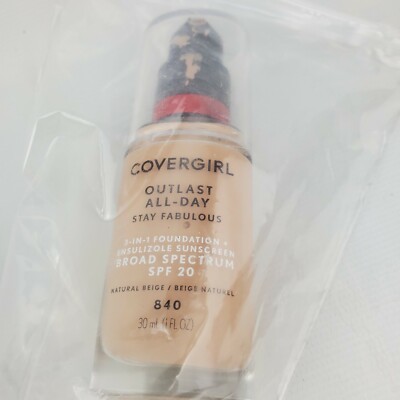 COVERGIRL
OUTLAST
ALL-DAY
STAY FABULOUS
3-IN-1 FOUNDATION +
ENSULIZOLE SUNSCREEN
BROAD SPECTRUM
SPF 20
NATURAL BEIGE / BEIGE NATUREL
840
30 mL (1 FL OZ)